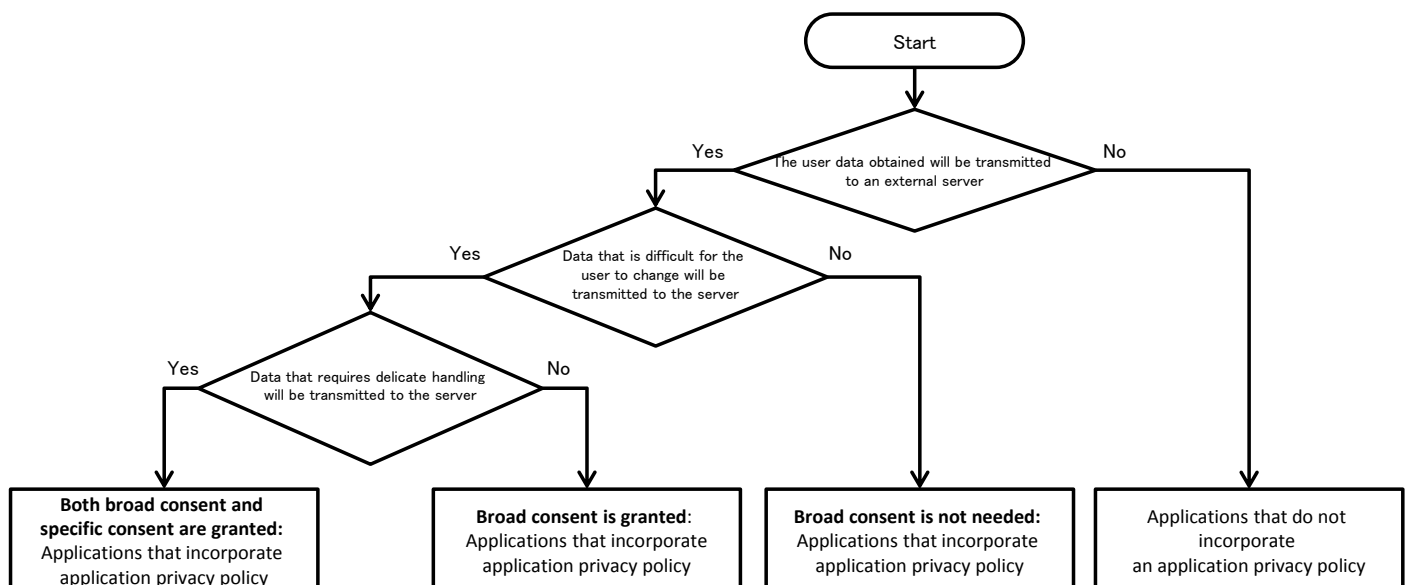 Start
Yes
No
The user data obtained will be transmitted
to an external server
Yes
No
Data that is difficult for the
user to change will be
transmitted to the server
Yes
No
Data that requires delicate handling
will be transmitted to the server
Both broad consent and
specific consent are granted:
Applications that incorporate
application privacy policy
Broad consent is granted:
Applications that incorporate
application privacy policy
Broad consent is not needed:
Applications that incorporate
application privacy policy
Applications that do not
incorporate
an application privacy policy